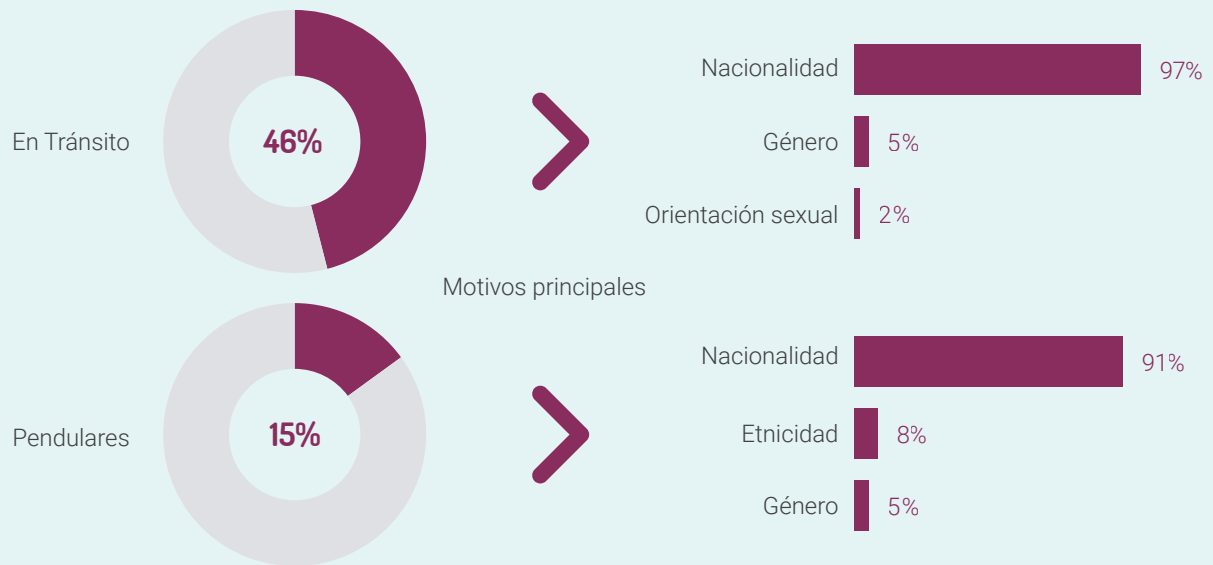 En Tránsito
46%
Nacionalidad
97%
Género
5%
Orientación sexual
2%
Motivos principales
Pendulares
15%
Nacionalidad
91%
Etnicidad
8%
Género
5%